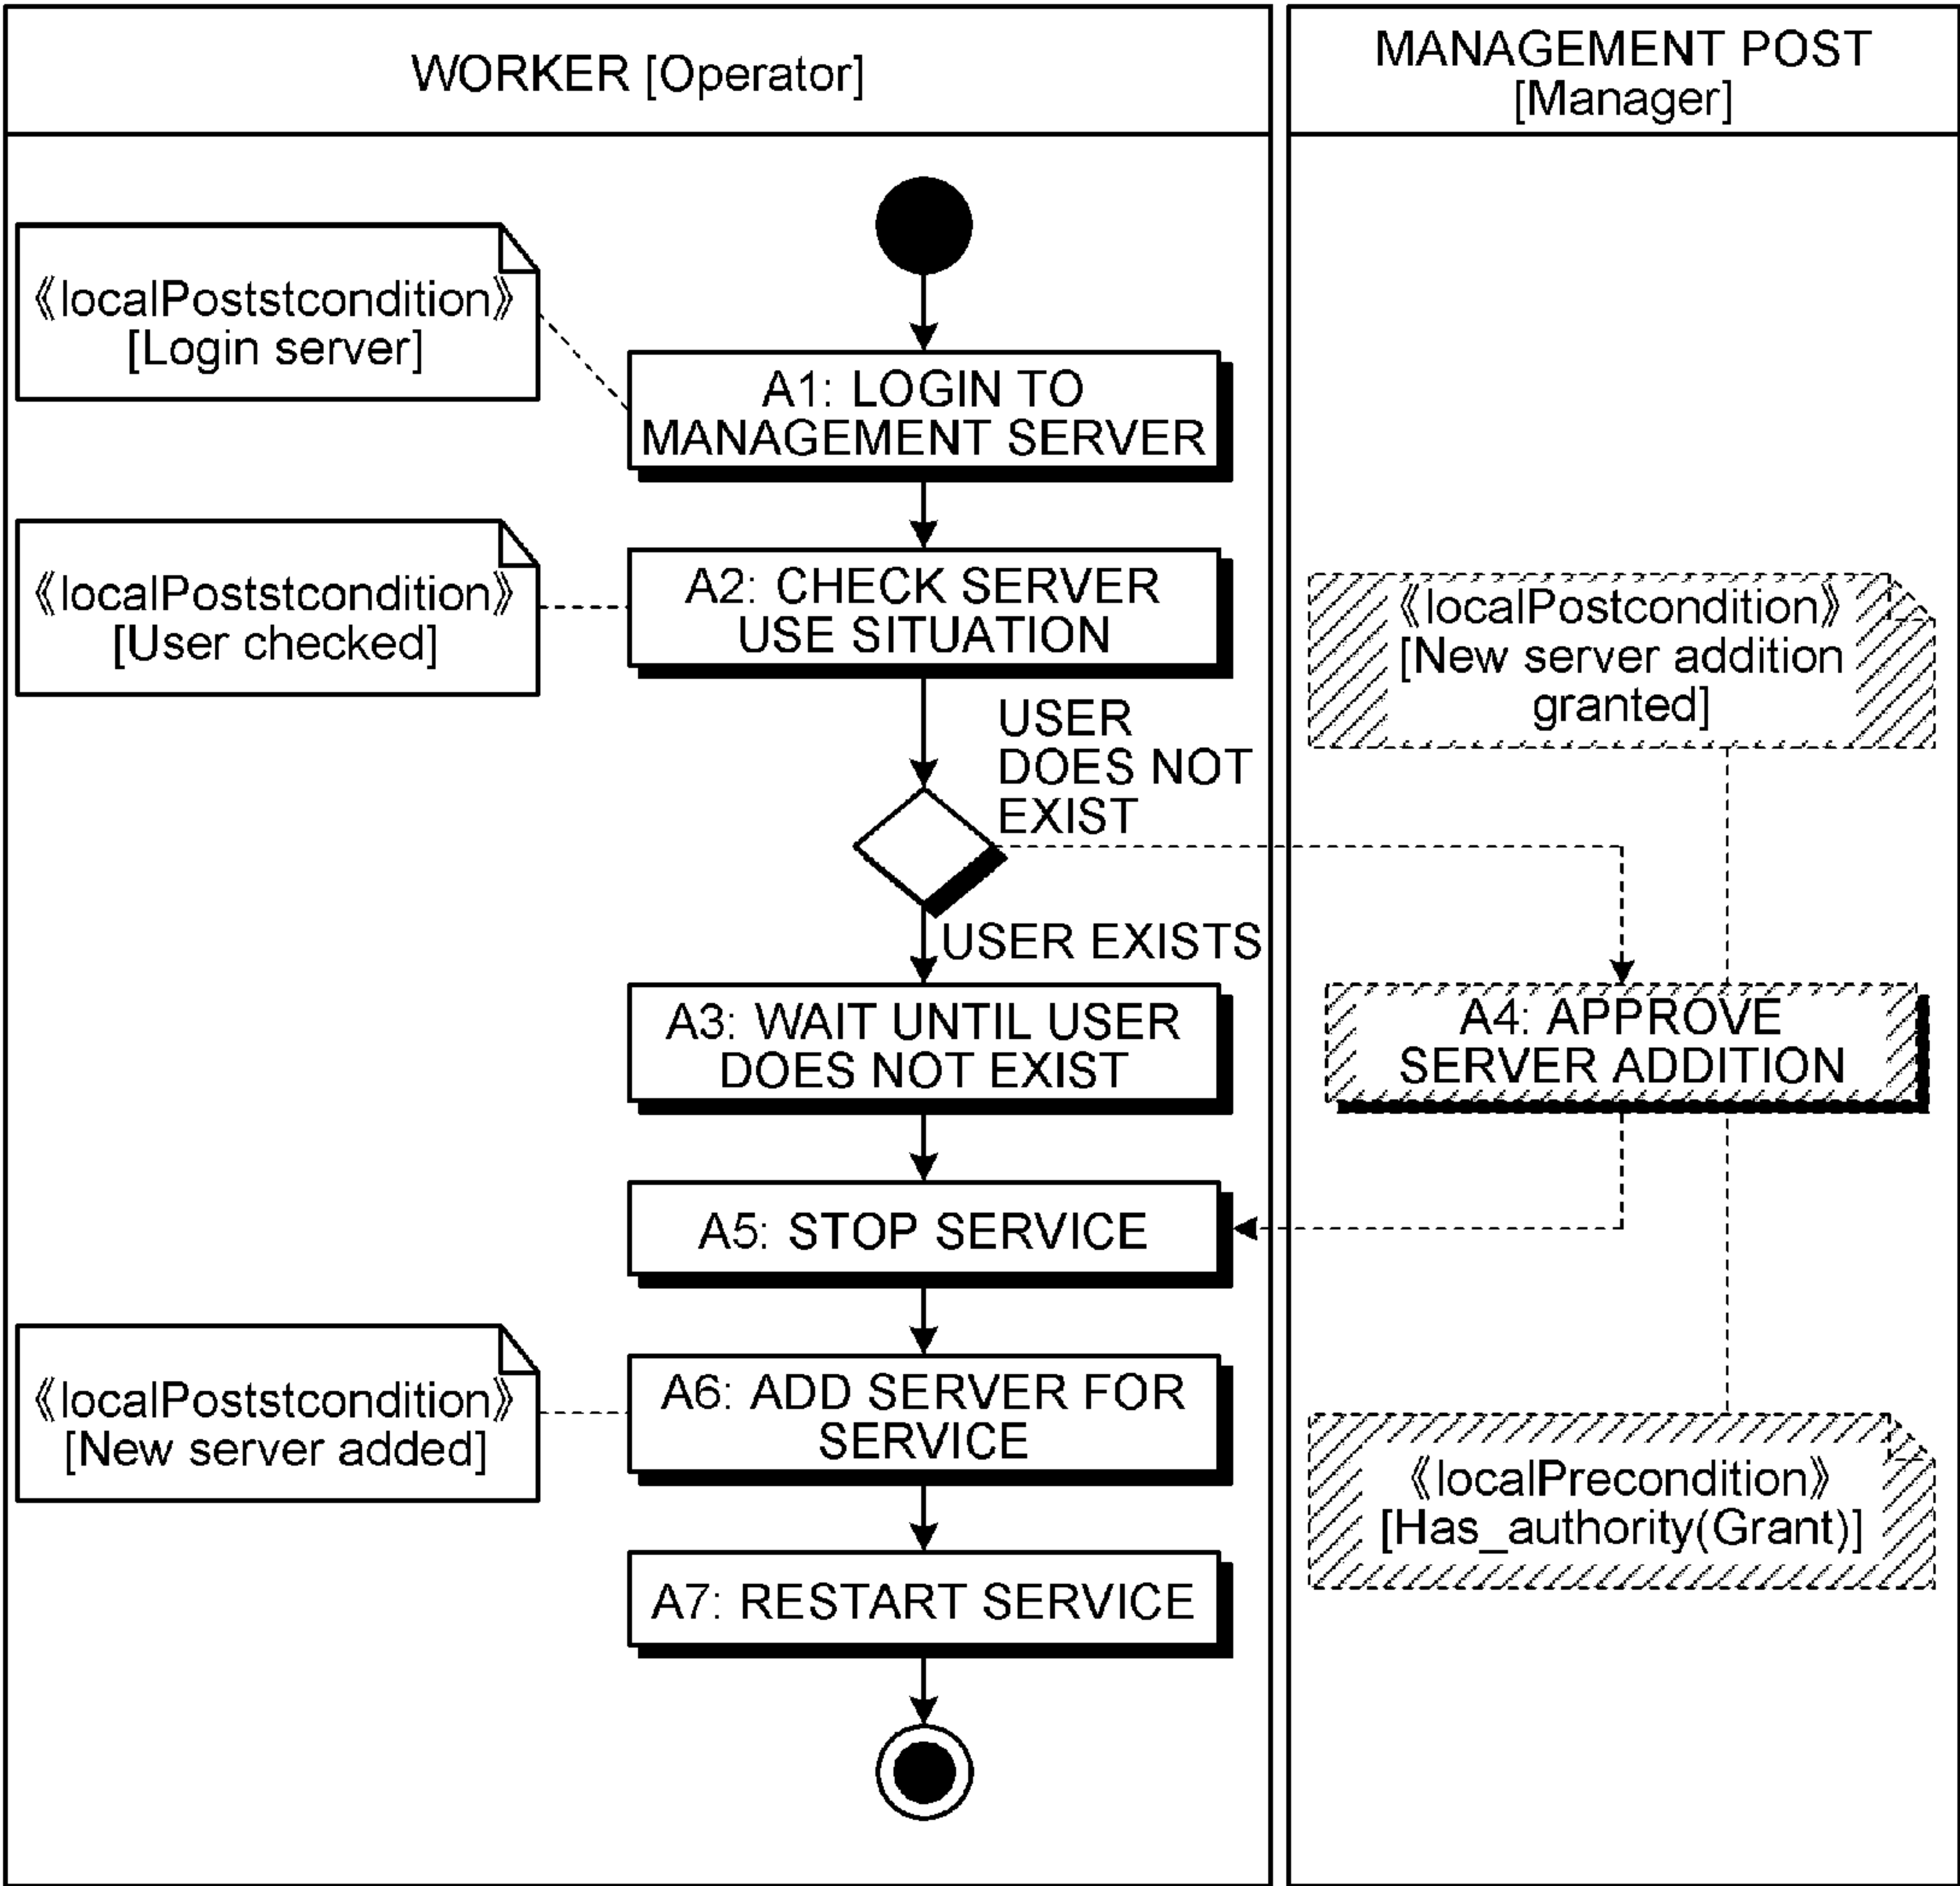 WORKER [Operator]
MANAGEMENT POST
[Manager]
《localPoststcondition》
[Login server]
A1: LOGIN TO
MANAGEMENT SERVER
《localPoststcondition》
[User checked]
A2: CHECK SERVER
USE SITUATION
《localPostcondition》
[New server addition
granted]
USER
DOES NOT
EXIST
USER EXISTS
A3: WAIT UNTIL USER
DOES NOT EXIST
A4: APPROVE
SERVER ADDITION
A5: STOP SERVICE
《localPoststcondition》
[New server added]
A6: ADD SERVER FOR
SERVICE
《localPrecondition》
[Has_authority(Grant)]
A7: RESTART SERVICE